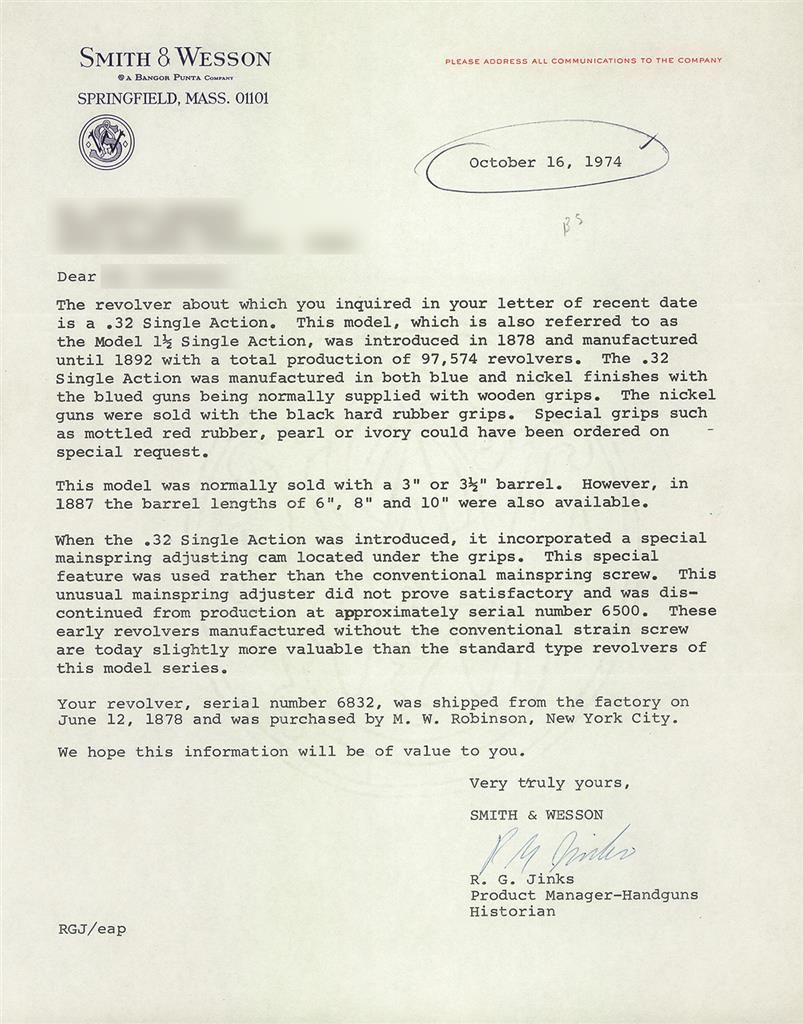 SMITH & WESSON
A BANGOR PUNTA COMPANY
SPRINGFIELD, MASS. 01101
PLEASE ADDRESS ALL COMMUNICATIONS TO THE COMPANY
October 16, 1974
BS
Dear
The revolver about which you inquired in your letter of recent date
is a .32 Single Action. This model, which is also referred to as
the Model 1½ Single Action, was introduced in 1878 and manufactured
until 1892 with a total production of 97,574 revolvers. The .32
Single Action was manufactured in both blue and nickel finishes with
the blued guns being normally supplied with wooden grips. The nickel
guns were sold with the black hard rubber grips. Special grips such
as mottled red rubber, pearl or ivory could have been ordered on
special request.
This model was normally sold with a 3" or 3½" barrel. However, in
1887 the barrel lengths of 6", 8" and 10" were also available.
When the .32 Single Action was introduced, it incorporated a special
mainspring adjusting cam located under the grips. This special
feature was used rather than the conventional mainspring screw. This
unusual mainspring adjuster did not prove satisfactory and was dis-
continued from production at approximately serial number 6500. These
early revolvers manufactured without the conventional strain screw
are today slightly more valuable than the standard type revolvers of
this model series.
Your revolver, serial number 6832, was shipped from the factory on
June 12, 1878 and was purchased by M. W. Robinson, New York City.
We hope this information will be of value to you.
Very truly yours,
SMITH & WESSON
R G Jinks
R. G. Jinks
Product Manager-Handguns
Historian
RGJ/eap